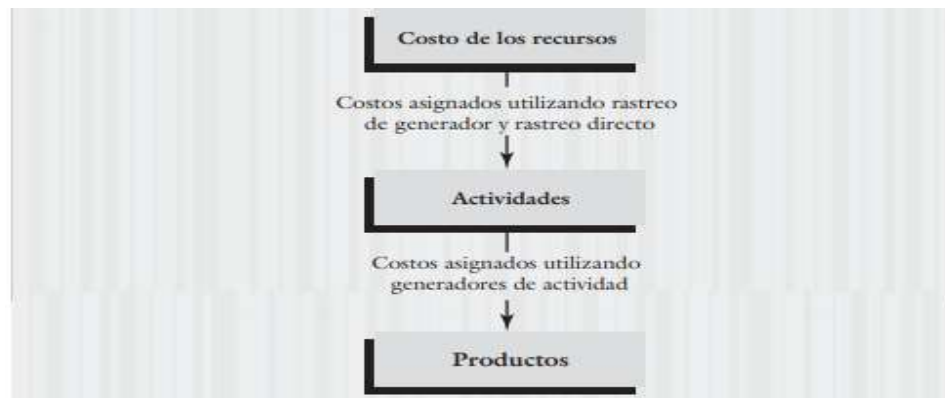 Costo de los recursos
Costos asignados utilizando rastreo
de generador y rastreo directo
Actividades
Costos asignados utilizando
generadores de actividad
Productos